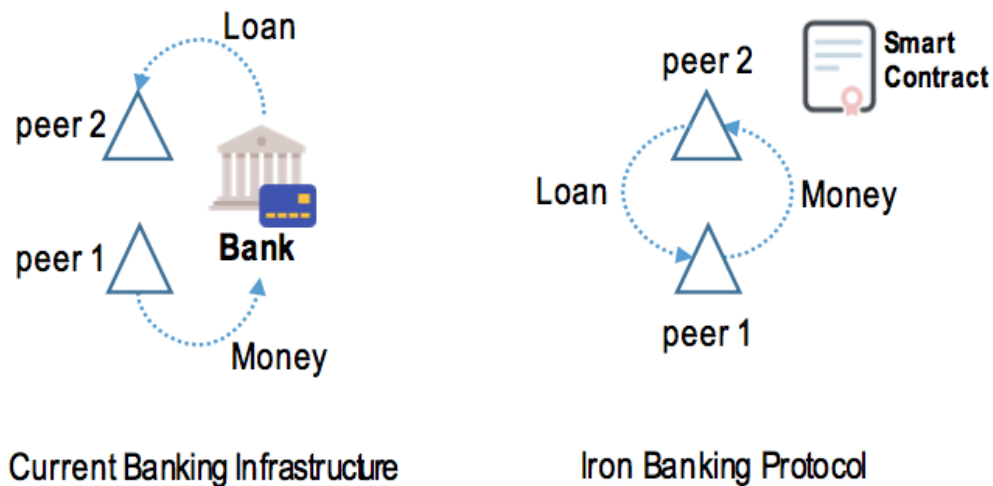 Loan
peer 2
Bank
peer 1
Money
Current Banking Infrastructure
Smart
Contract
peer 2
Loan
Money
peer 1
Iron Banking Protocol